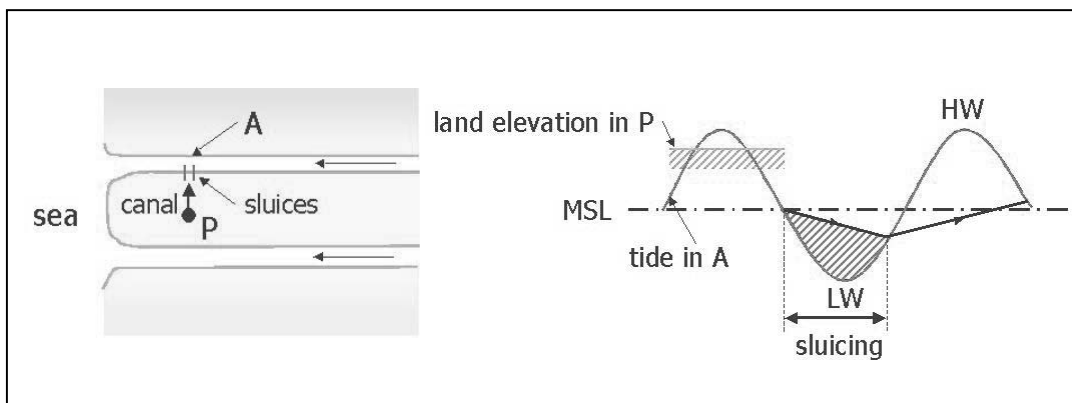 A
canal
sluices
sea
P
land elevation in P
HW
MSL
tide in A
LW
sluicing